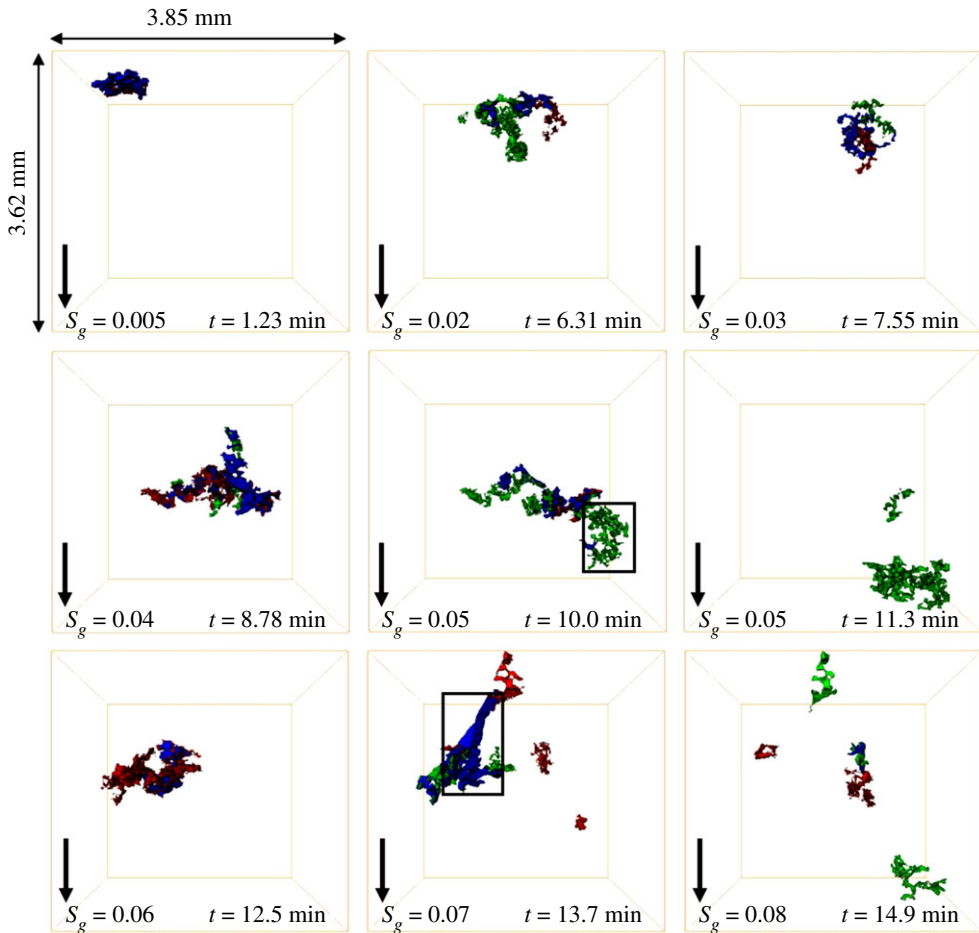 3.85 mm
3.62 mm
S_g = 0.005 t = 1.23 min
S_g = 0.02 t = 6.31 min
S_g = 0.03 t = 7.55 min
S_g = 0.04 t = 8.78 min
S_g = 0.05 t = 10.0 min
S_g = 0.05 t = 11.3 min
S_g = 0.06 t = 12.5 min
S_g = 0.07 t = 13.7 min
S_g = 0.08 t = 14.9 min